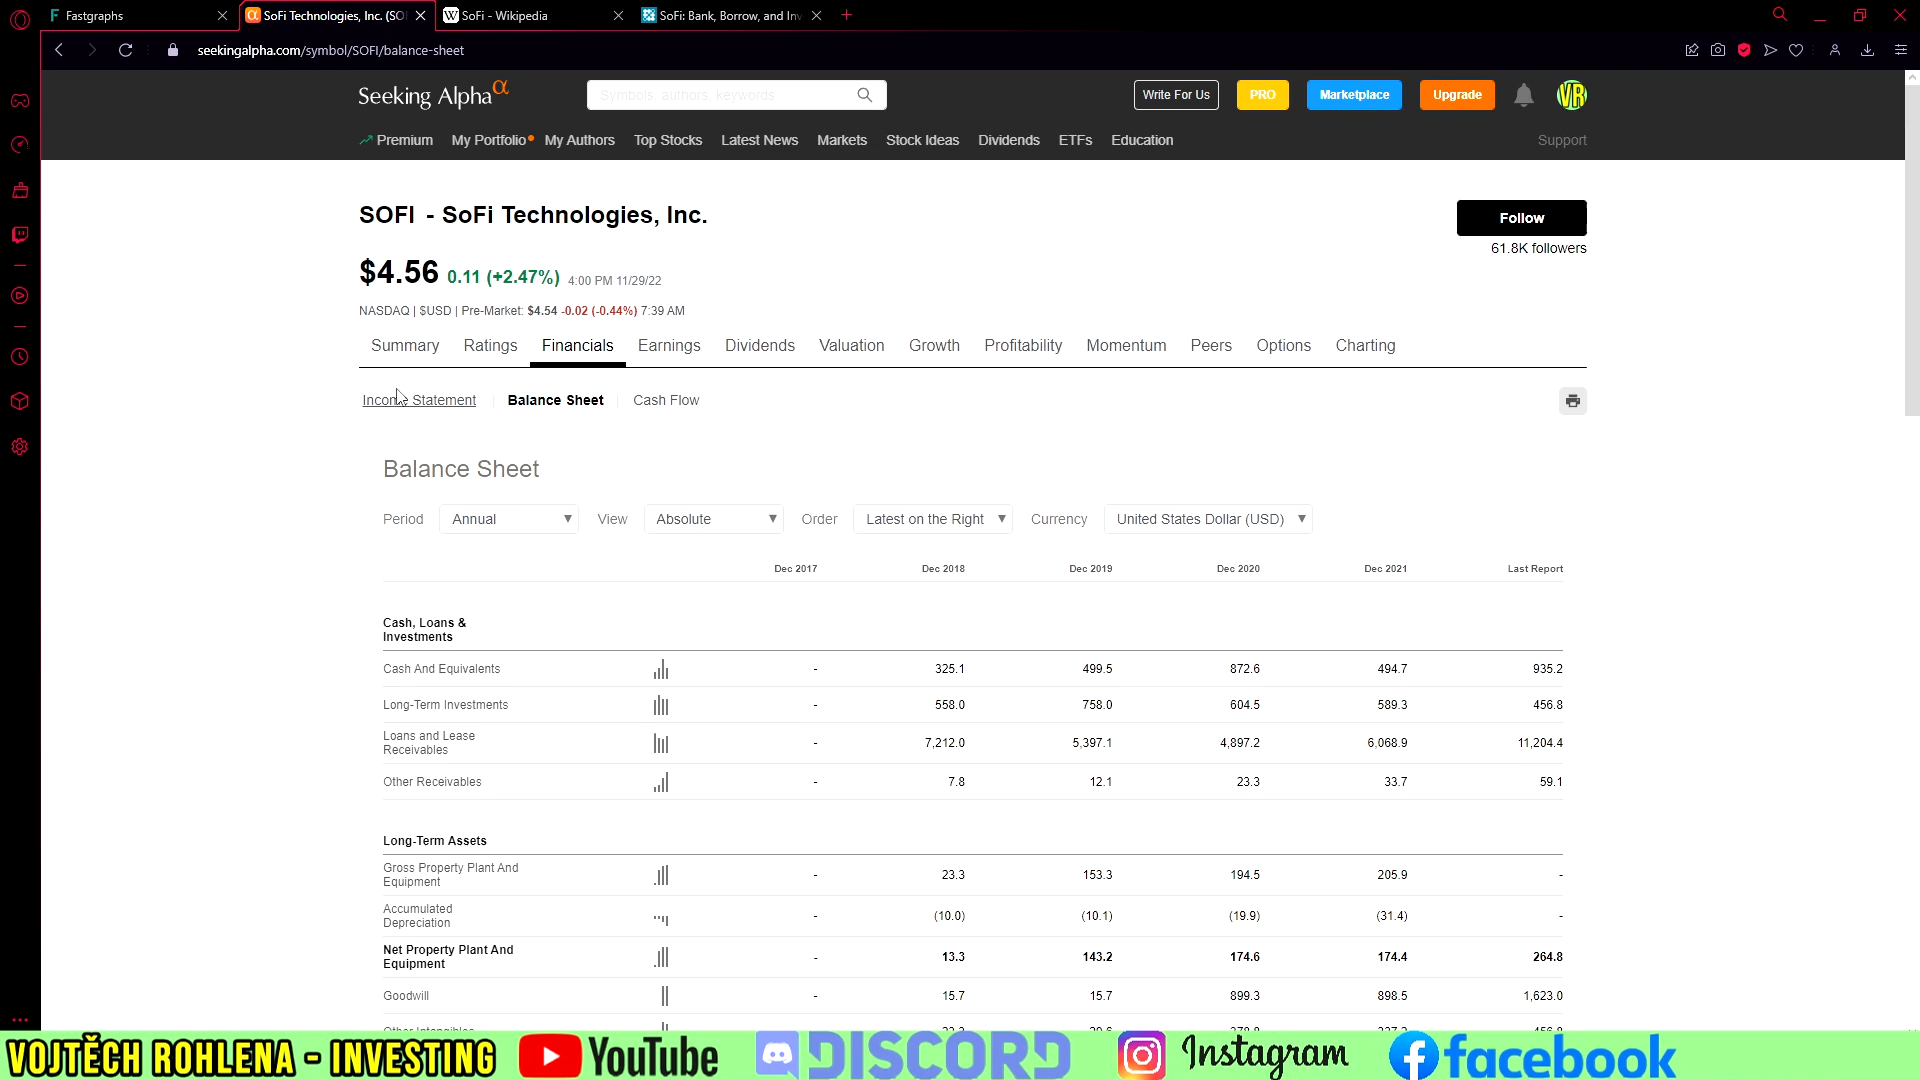 Fastgraphs
SoFi Technologies, Inc. (SO
SoFi - Wikipedia
SoFi: Bank, Borrow, and Inv
seekingalpha.com/symbol/SOFI/balance-sheet
Seeking Alpha α
Symbols, authors, keywords
Write For Us
PRO
Marketplace
Upgrade
VR
Premium My Portfolio My Authors Top Stocks Latest News Markets Stock Ideas Dividends ETFs Education Support
SOFI - SoFi Technologies, Inc.
Follow
61.8K followers
$4.56 0.11 (+2.47%) 4:00 PM 11/29/22
NASDAQ | $USD | Pre-Market: $4.54 -0.02 (-0.44%) 7:39 AM
Summary Ratings Financials Earnings Dividends Valuation Growth Profitability Momentum Peers Options Charting
Income Statement Balance Sheet Cash Flow
Balance Sheet
Period Annual View Absolute Order Latest on the Right Currency United States Dollar (USD)
Dec 2017 Dec 2018 Dec 2019 Dec 2020 Dec 2021 Last Report
Cash, Loans &
Investments
Cash And Equivalents - 325.1 499.5 872.6 494.7 935.2
Long-Term Investments - 558.0 758.0 604.5 589.3 456.8
Loans and Lease
Receivables - 7,212.0 5,397.1 4,897.2 6,068.9 11,204.4
Other Receivables - 7.8 12.1 23.3 33.7 59.1
Long-Term Assets
Gross Property Plant And
Equipment - 23.3 153.3 194.5 205.9 -
Accumulated
Depreciation - (10.0) (10.1) (19.9) (31.4) -
Net Property Plant And
Equipment - 13.3 143.2 174.6 174.4 264.8
Goodwill - 15.7 15.7 899.3 898.5 1,623.0
Other Intangibles
VOJTĚCH ROHLENA - INVESTING YouTube DISCORD Instagram facebook